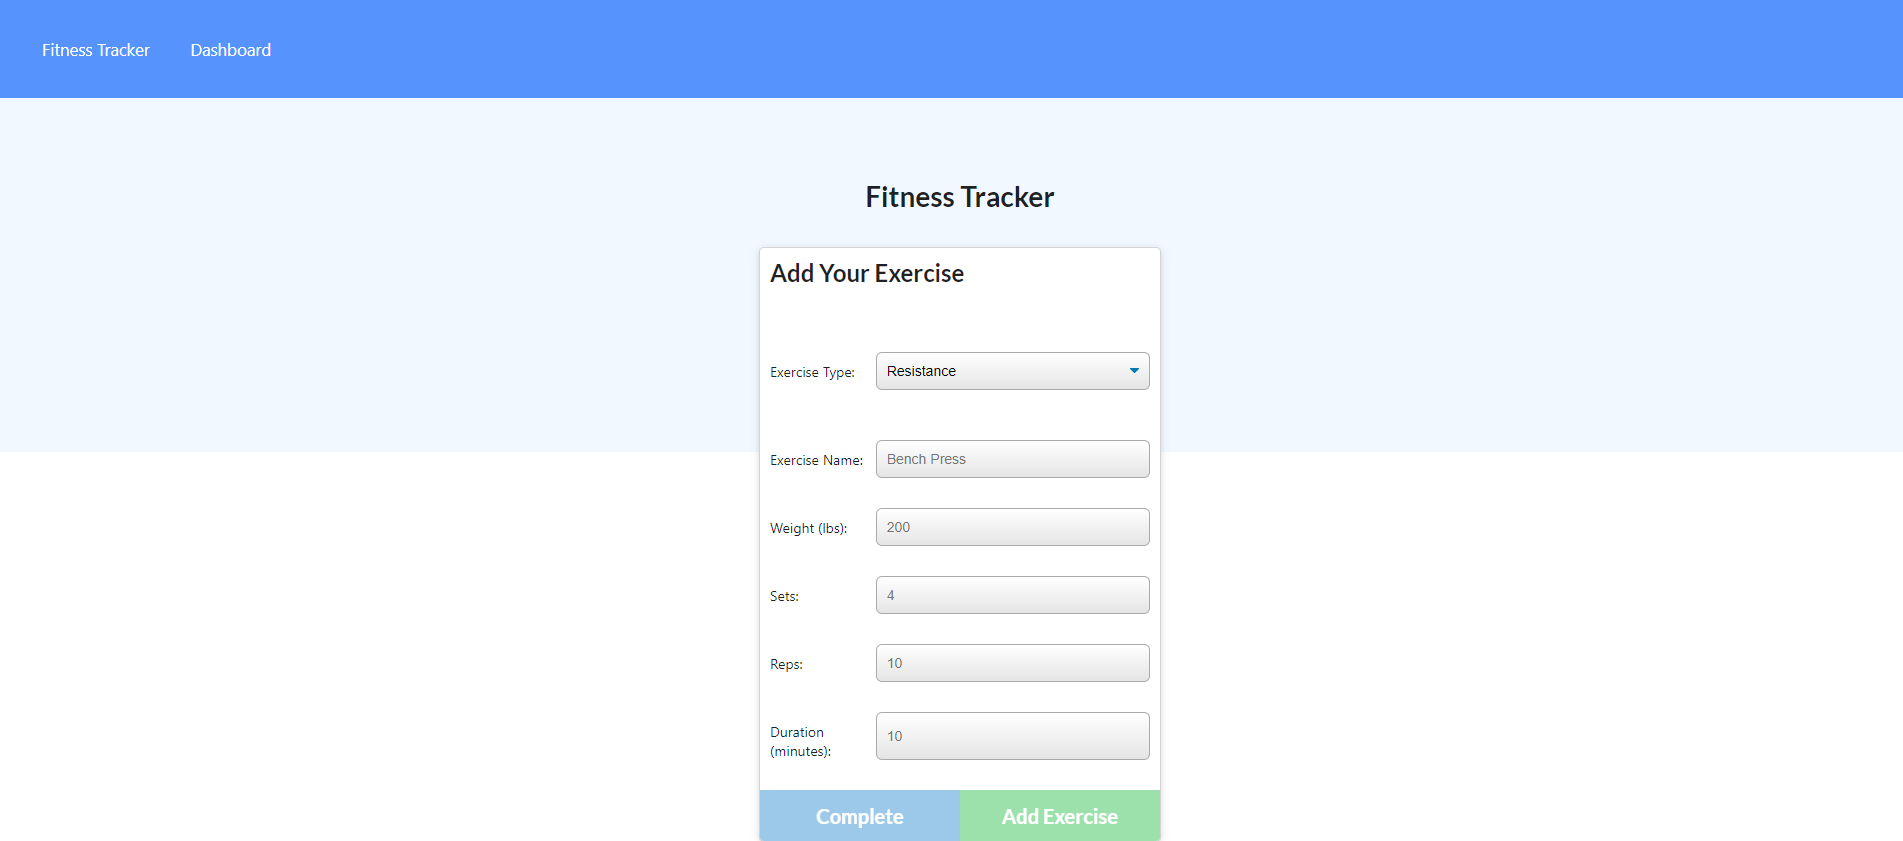 Fitness Tracker Dashboard
Fitness Tracker
Add Your Exercise
Exercise Type: Resistance
Exercise Name: Bench Press
Weight (lbs): 200
Sets: 4
Reps: 10
Duration (minutes): 10
Complete Add Exercise